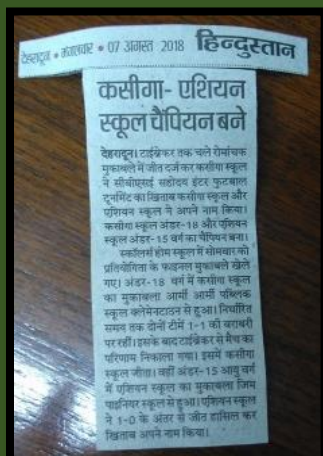 देहरादून • मंगलवार • 07 अगस्त 2018 हिन्दुस्तान
कसीगा- एशियन
स्कूल चैंपियन बने
देहरादून। टाईब्रेकर तक चले रोमांचक
मुकाबले में जीत दर्ज कर कसीगा स्कूल
ने सीबीएसई सहोदय इंटर फुटबाल
टूर्नामेंट का खिताब कसीगा स्कूल और
एशियन स्कूल ने अपने नाम किया।
कसीगा स्कूल अंडर-18 और एशियन
स्कूल अंडर-15 वर्ग का चैंपियन बना।
स्कॉलर्स होम स्कूल में सोमवार को
प्रतियोगिता के फाइनल मुकाबले खेले
गए। अंडर-18 वर्ग में कसीगा स्कूल
का मुकाबला आर्मी आर्मी पब्लिक
स्कूल क्लेमेनटाउन से हुआ। निर्धारित
समय तक दोनों टीमें 1-1 की बराबरी
पर रहीं। इसके बाद टाईब्रेकर से मैच का
परिणाम निकाला गया। इसमें कसीगा
स्कूल जीता। वहीं अंडर-15 आयु वर्ग
में एशियन स्कूल का मुकाबला जिम
पाइनियर स्कूल से हुआ। एशियन स्कूल
ने 1-0 के अंतर से जीत हासिल कर
खिताब अपने नाम किया।